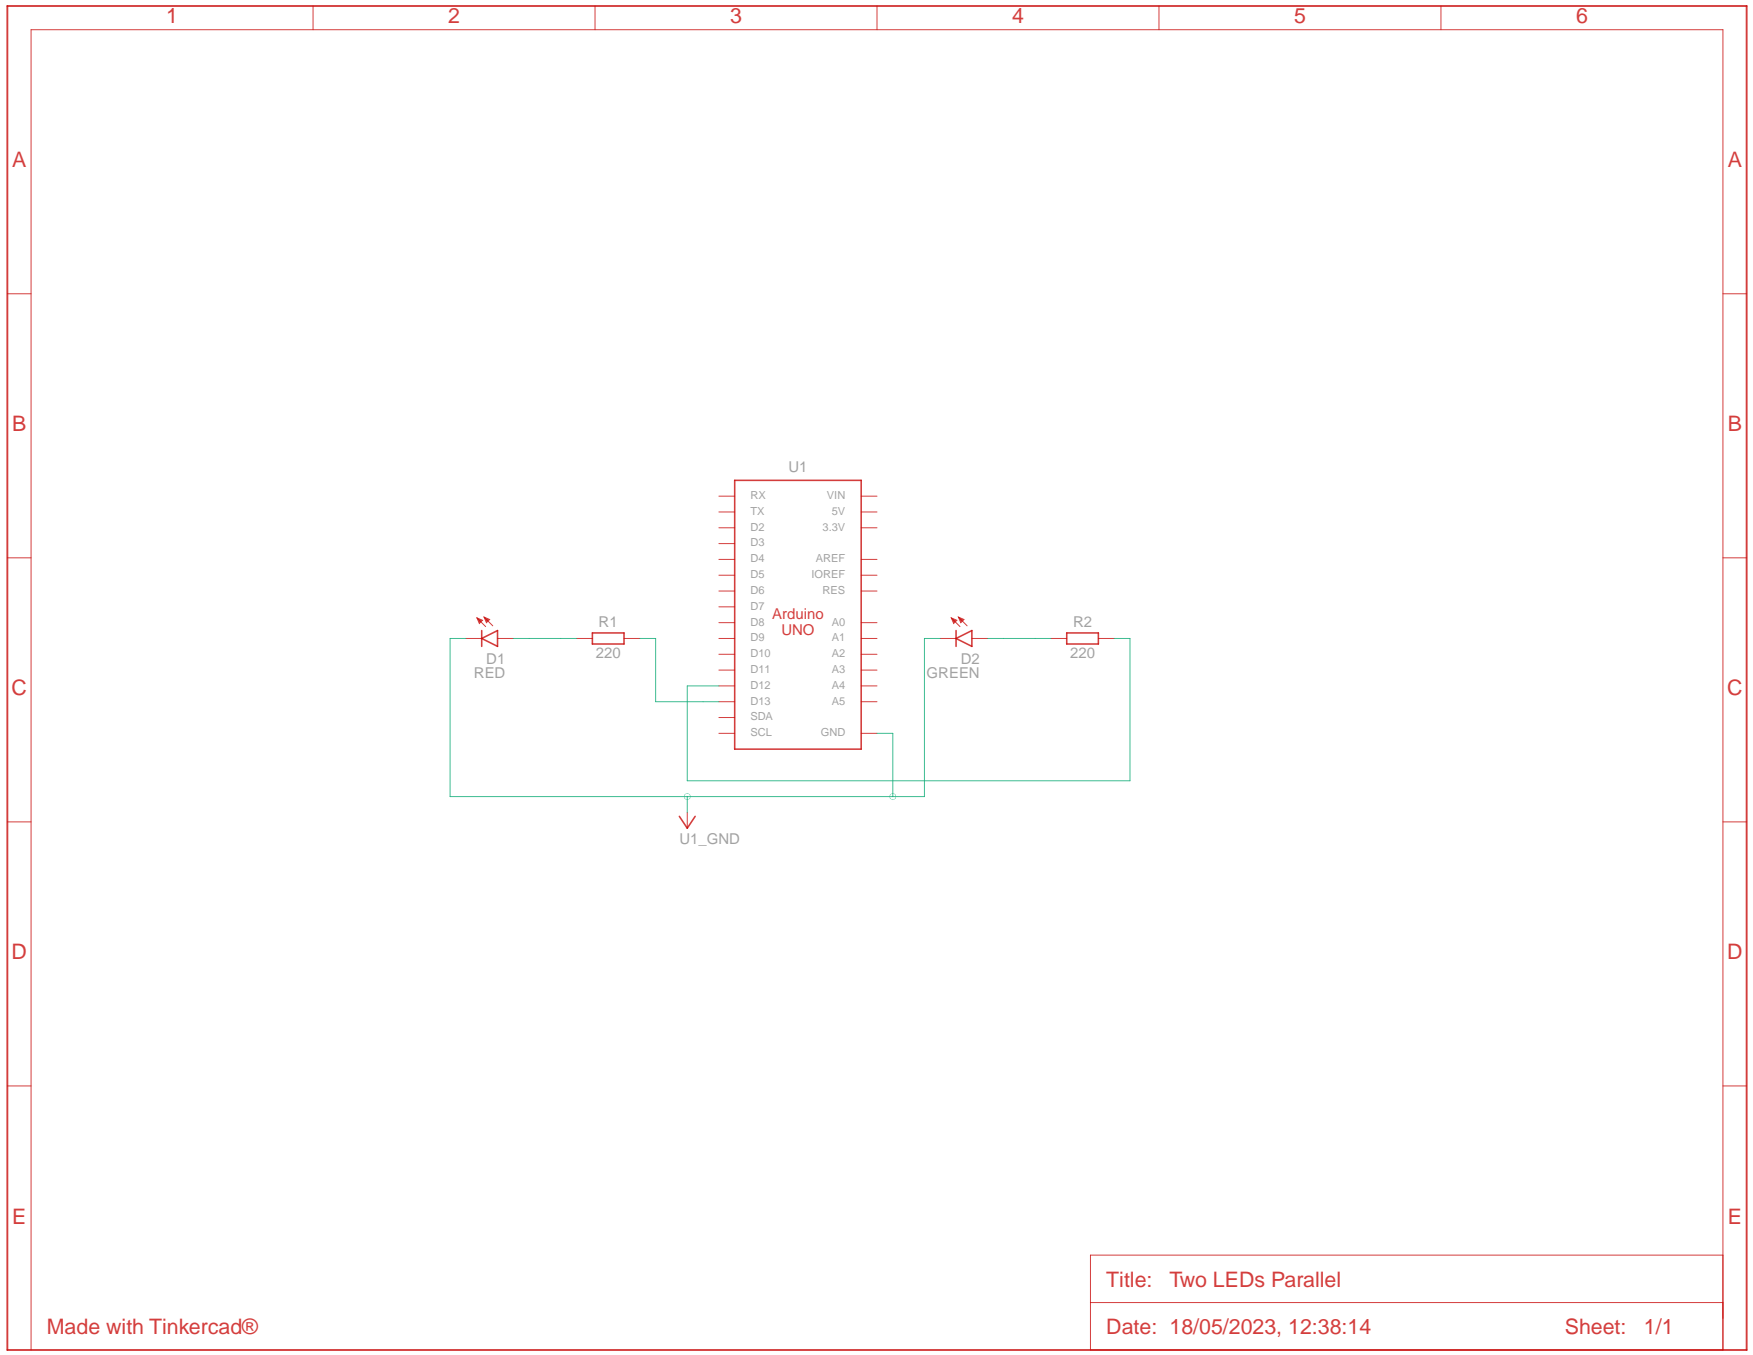 1 2 3 4 5 6
A A
B B
U1
RX VIN
TX 5V
D2 3.3V
D3
D4 AREF
D5 IOREF
D6 RES
D7
Arduino
UNO
D8 A0
D9 A1
D10 A2
D11 A3
D12 A4
D13 A5
SDA
SCL GND
R1
220
D1
RED
R2
220
D2
GREEN
C C
U1_GND
D D
E E
Title: Two LEDs Parallel
Made with Tinkercad®
Date: 18/05/2023, 12:38:14 Sheet: 1/1